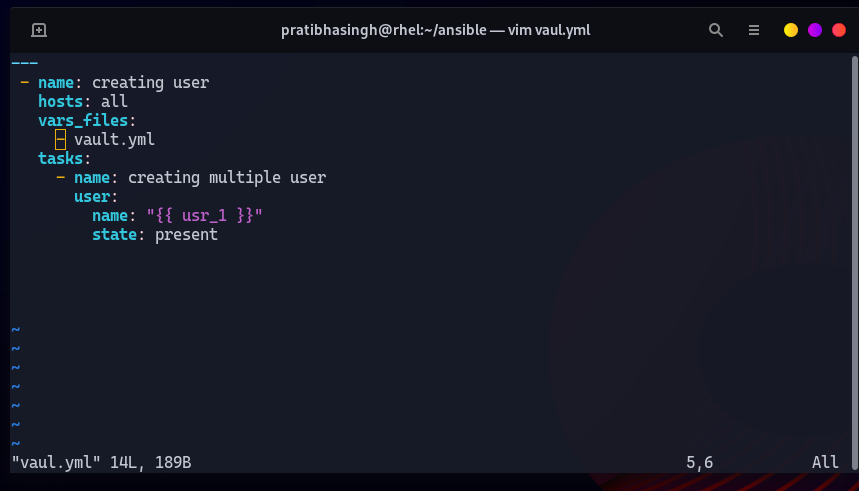 pratibhasingh@rhel:~/ansible — vim vaul.yml
---
- name: creating user
hosts: all
vars_files:
- vault.yml
tasks:
- name: creating multiple user
user:
name: "{{ usr_1 }}"
state: present
~
~
~
~
~
~
~
"vaul.yml" 14L, 189B 5,6 All